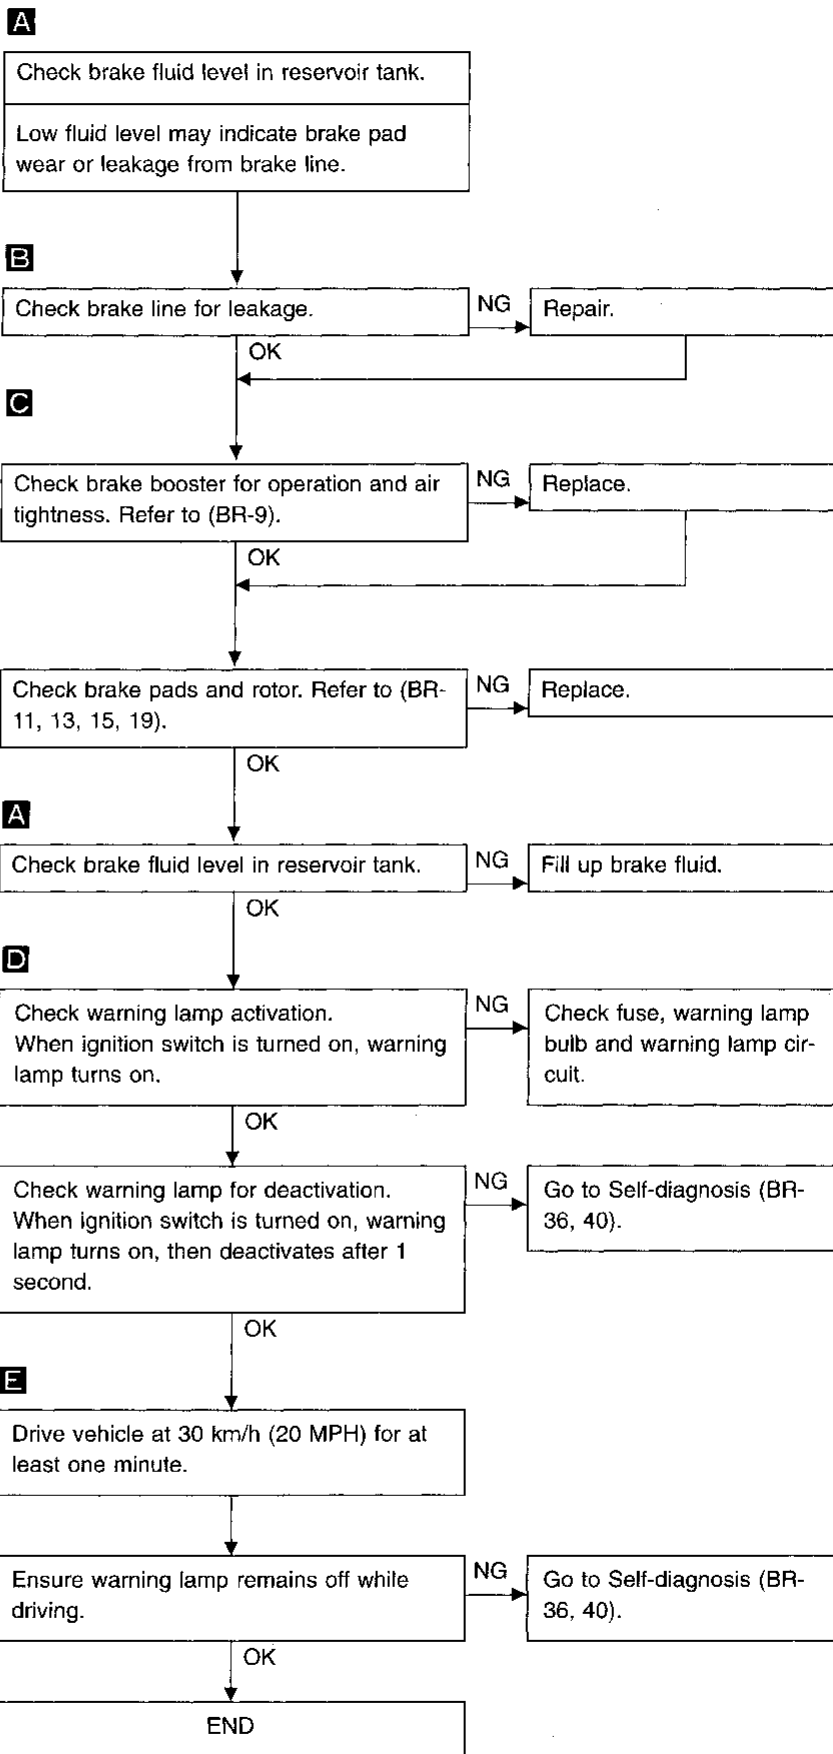 A
Check brake fluid level in reservoir tank.
Low fluid level may indicate brake pad
wear or leakage from brake line.
B
Check brake line for leakage.
NG
Repair.
OK
C
Check brake booster for operation and air
tightness. Refer to (BR-9).
NG
Replace.
OK
Check brake pads and rotor. Refer to (BR-
11, 13, 15, 19).
NG
Replace.
OK
A
Check brake fluid level in reservoir tank.
NG
Fill up brake fluid.
OK
D
Check warning lamp activation.
When ignition switch is turned on, warning
lamp turns on.
NG
Check fuse, warning lamp
bulb and warning lamp cir-
cuit.
OK
Check warning lamp for deactivation.
When ignition switch is turned on, warning
lamp turns on, then deactivates after 1
second.
NG
Go to Self-diagnosis (BR-
36, 40).
OK
E
Drive vehicle at 30 km/h (20 MPH) for at
least one minute.
Ensure warning lamp remains off while
driving.
NG
Go to Self-diagnosis (BR-
36, 40).
OK
END